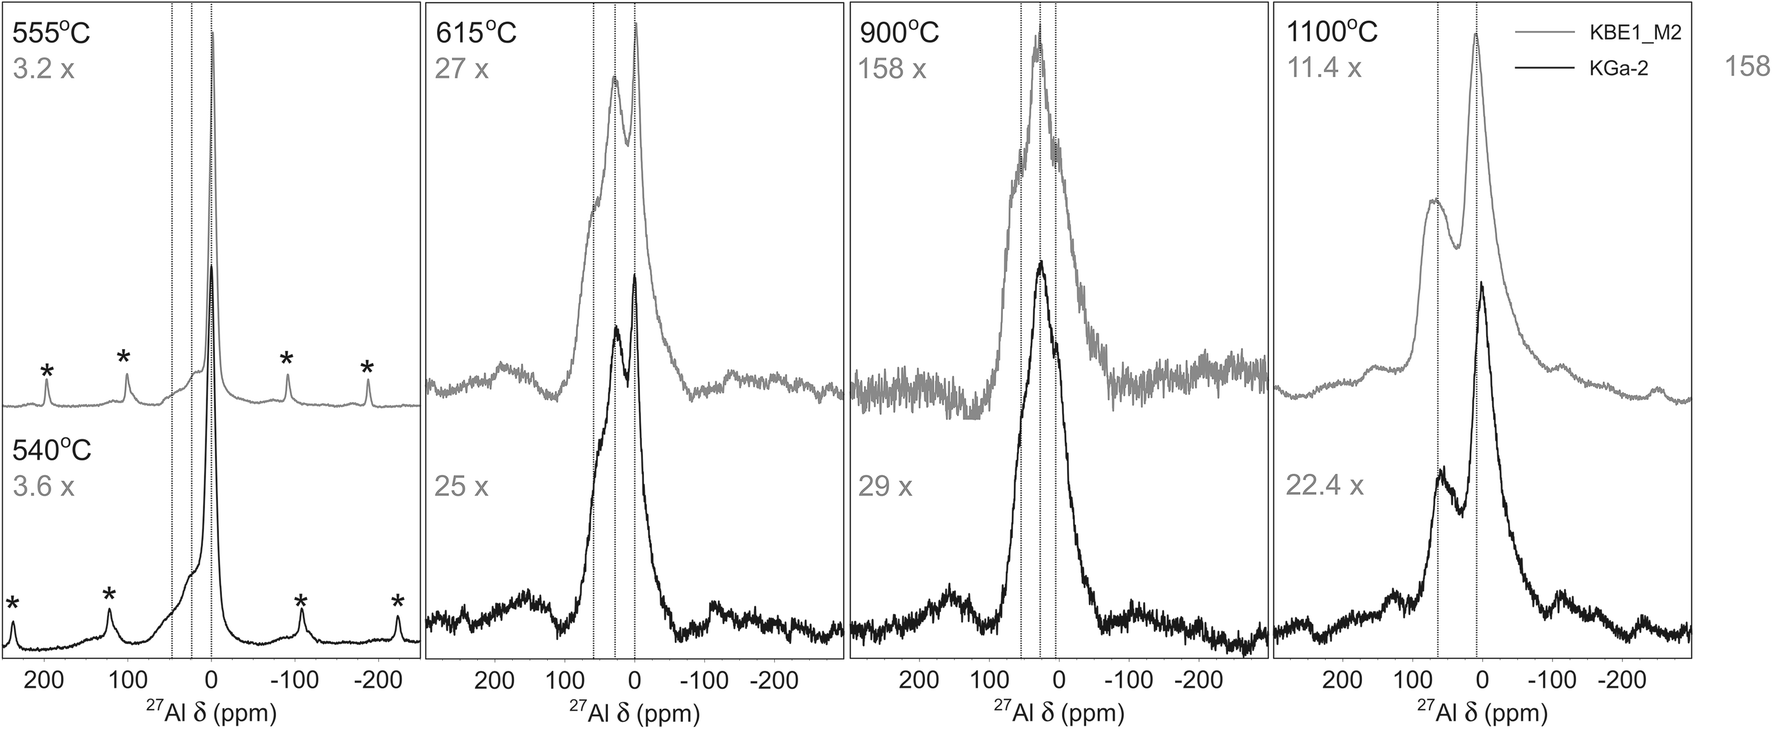 555°C
3.2 x
* * * *
540°C
3.6 x
* * * *
200 100 0 -100 -200
²⁷Al δ (ppm)
615°C
27 x
25 x
200 100 0 -100 -200
²⁷Al δ (ppm)
900°C
158 x
29 x
200 100 0 -100 -200
²⁷Al δ (ppm)
1100°C
11.4 x
KBE1_M2
KGa-2
22.4 x
200 100 0 -100 -200
²⁷Al δ (ppm)
158